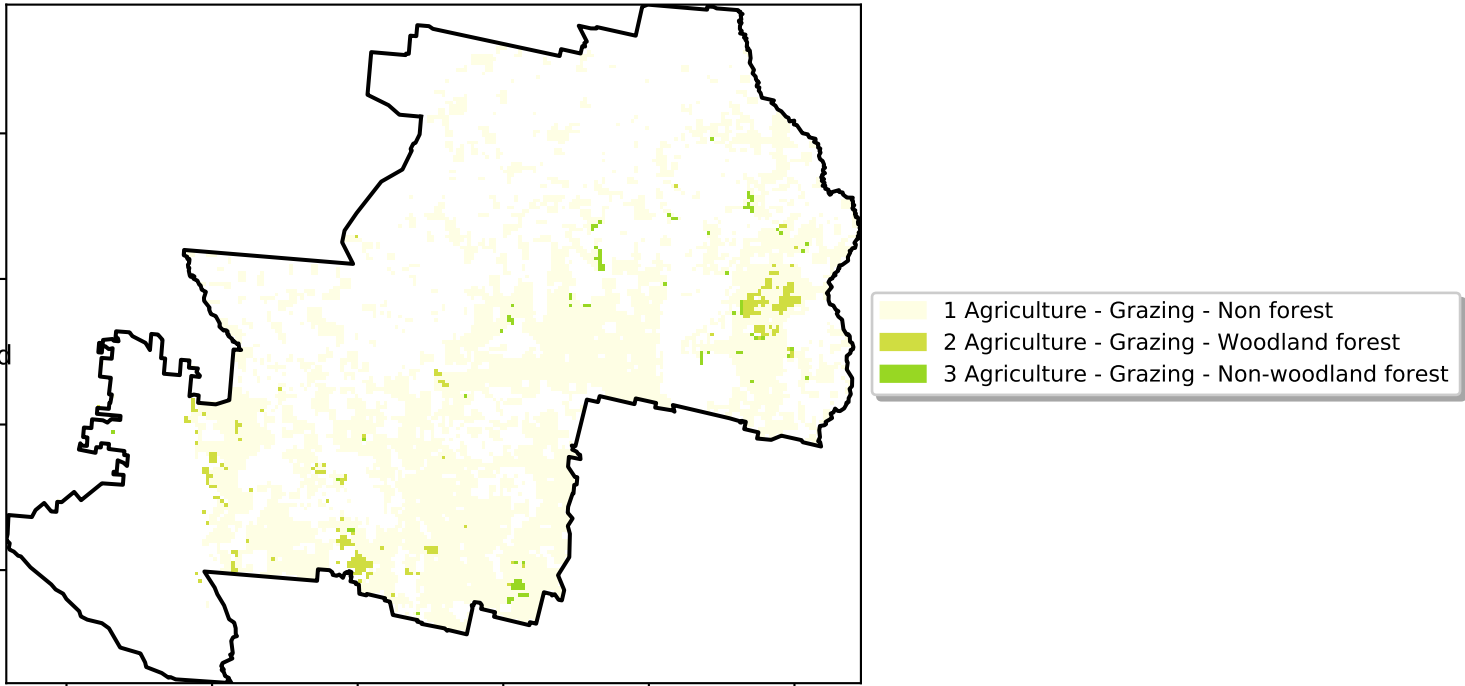 1 Agriculture - Grazing - Non forest
2 Agriculture - Grazing - Woodland forest
3 Agriculture - Grazing - Non-woodland forest